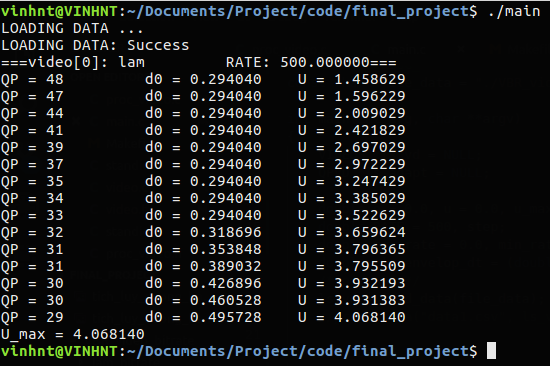 vinhnt@VINHNT:~/Documents/Project/code/final_project$ ./main
LOADING DATA ...
LOADING DATA: Success
===video[0]: lam RATE: 500.000000===
QP = 48 d0 = 0.294040 U = 1.458629
QP = 47 d0 = 0.294040 U = 1.596229
QP = 44 d0 = 0.294040 U = 2.009029
QP = 41 d0 = 0.294040 U = 2.421829
QP = 39 d0 = 0.294040 U = 2.697029
QP = 37 d0 = 0.294040 U = 2.972229
QP = 35 d0 = 0.294040 U = 3.247429
QP = 34 d0 = 0.294040 U = 3.385029
QP = 33 d0 = 0.294040 U = 3.522629
QP = 32 d0 = 0.318696 U = 3.659624
QP = 31 d0 = 0.353848 U = 3.796365
QP = 31 d0 = 0.389032 U = 3.795509
QP = 30 d0 = 0.426896 U = 3.932193
QP = 30 d0 = 0.460528 U = 3.931383
QP = 29 d0 = 0.495728 U = 4.068140
U_max = 4.068140
vinhnt@VINHNT:~/Documents/Project/code/final_project$